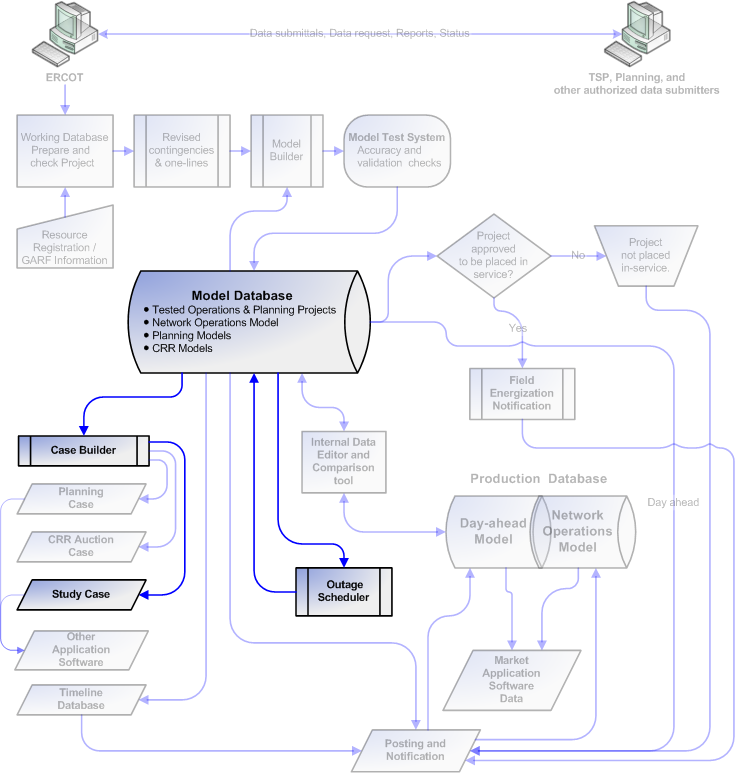 Data submittals, Data request, Reports, Status
ERCOT
TSP, Planning, and
other authorized data submitters
Working Database
Prepare and
check Project
Revised
contingencies
& one-lines
Model
Builder
Model Test System
Accuracy and
validation checks
Resource
Registration /
GARF Information
Project
approved
to be placed in
service?
No
Project
not placed
in-service.
Yes
Model Database
• Tested Operations & Planning Projects
• Network Operations Model
• Planning Models
• CRR Models
Field
Energization
Notification
Case Builder
Internal Data
Editor and
Comparison
tool
Planning
Case
Production Database
Day ahead
Day-ahead
Model
Network
Operations
Model
CRR Auction
Case
Study Case
Outage
Scheduler
Other
Application
Software
Market
Application
Software
Data
Timeline
Database
Posting and
Notification